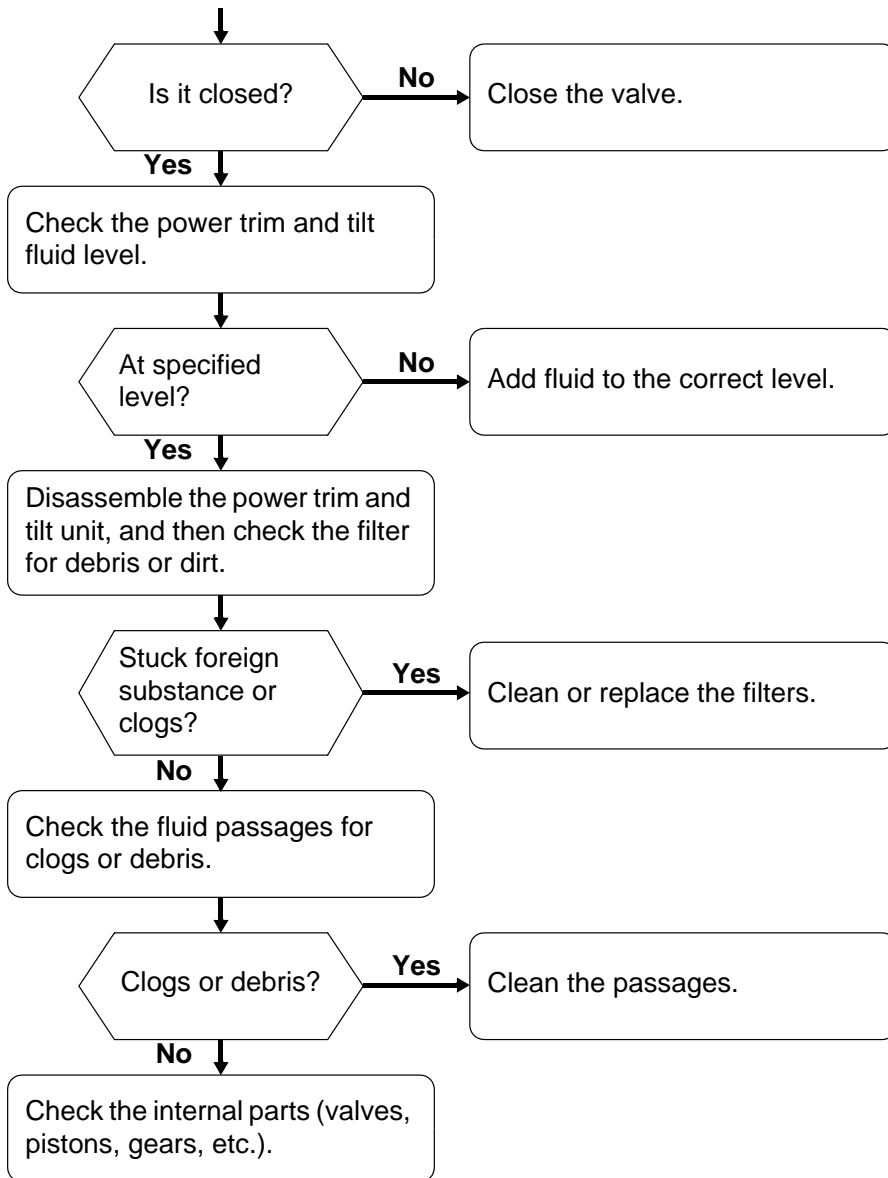 Is it closed?
No
Close the valve.
Yes
Check the power trim and tilt
fluid level.
At specified
level?
No
Add fluid to the correct level.
Yes
Disassemble the power trim and
tilt unit, and then check the filter
for debris or dirt.
Stuck foreign
substance or
clogs?
Yes
Clean or replace the filters.
No
Check the fluid passages for
clogs or debris.
Clogs or debris?
Yes
Clean the passages.
No
Check the internal parts (valves,
pistons, gears, etc.).